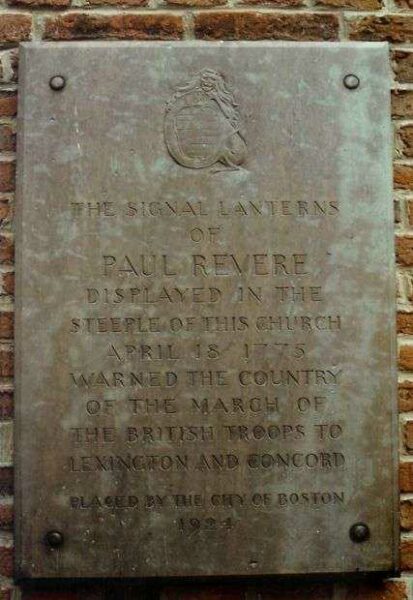 THE SIGNAL LANTERNS
OF
PAUL REVERE
DISPLAYED IN THE
STEEPLE OF THIS CHURCH
APRIL 18 1775
WARNED THE COUNTRY
OF THE MARCH OF
THE BRITISH TROOPS TO
LEXINGTON AND CONCORD
PLACED BY THE CITY OF BOSTON
1924